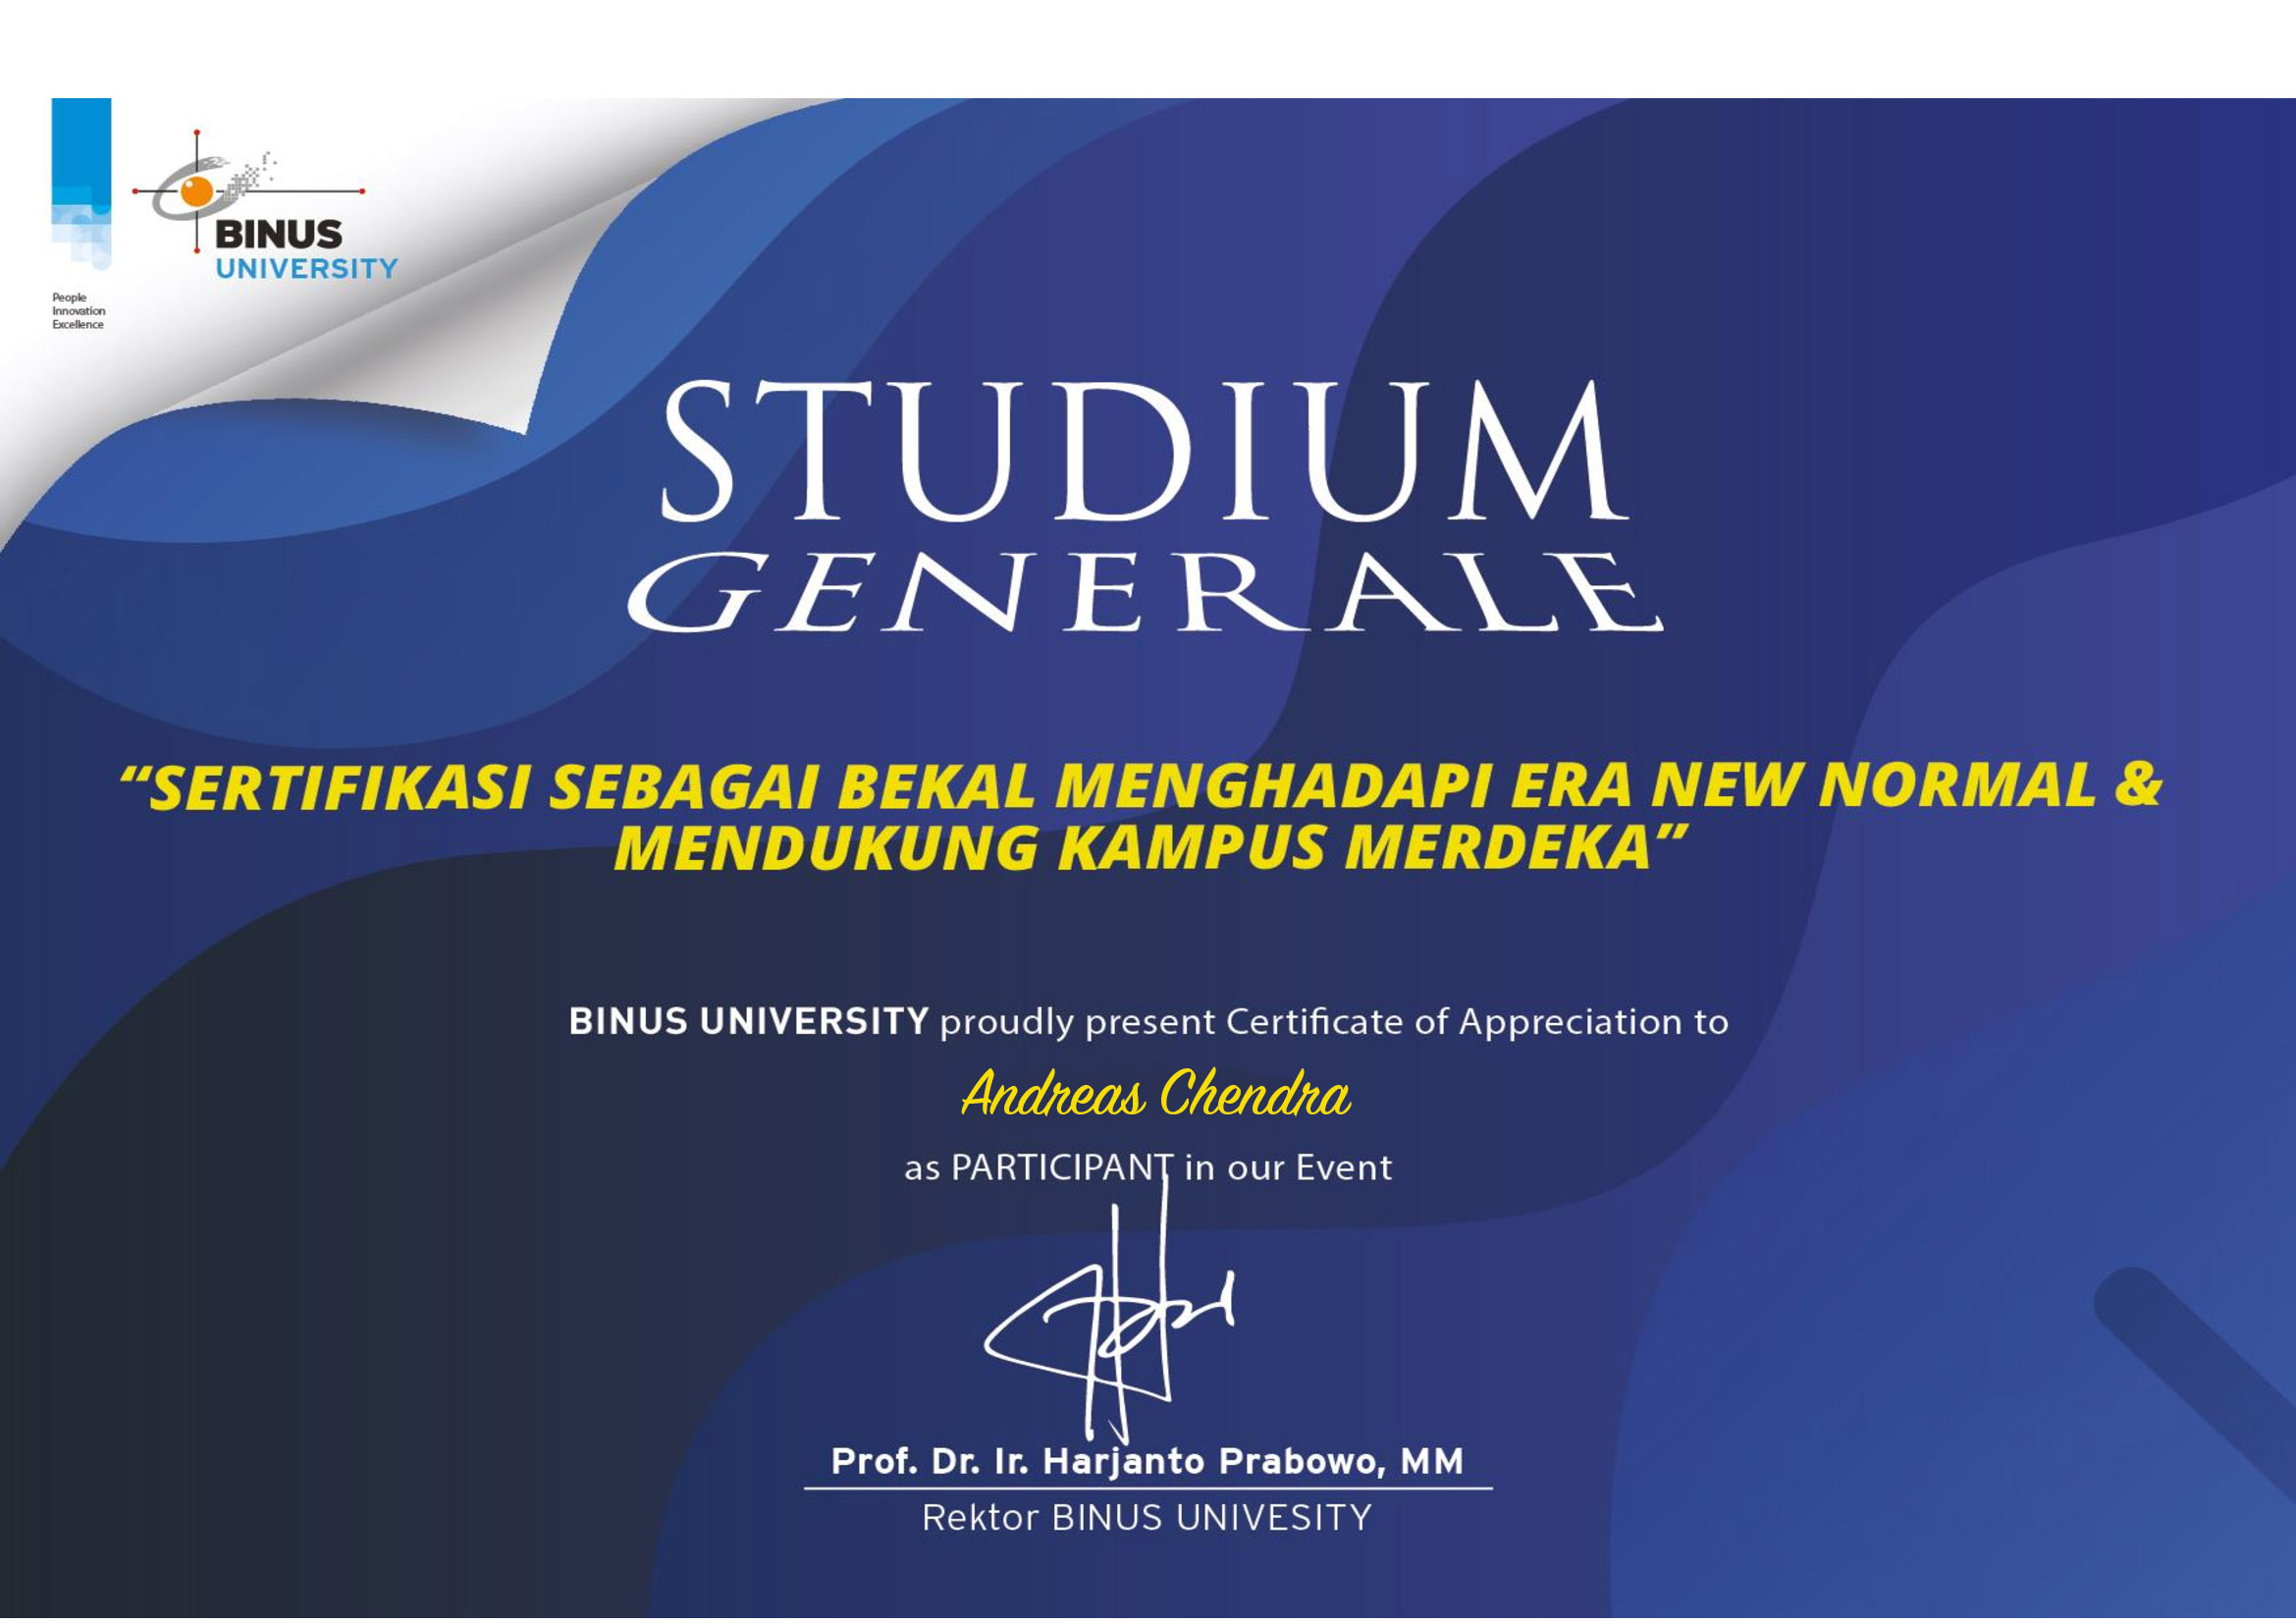 BINUS
UNIVERSITY
People
Innovation
Excellence
STUDIUM
GENERALE
“SERTIFIKASI SEBAGAI BEKAL MENGHADAPI ERA NEW NORMAL &
MENDUKUNG KAMPUS MERDEKA”
BINUS UNIVERSITY proudly present Certificate of Appreciation to
Andreas Chendra
as PARTICIPANT in our Event
Prof. Dr. Ir. Harjanto Prabowo, MM
Rektor BINUS UNIVESITY